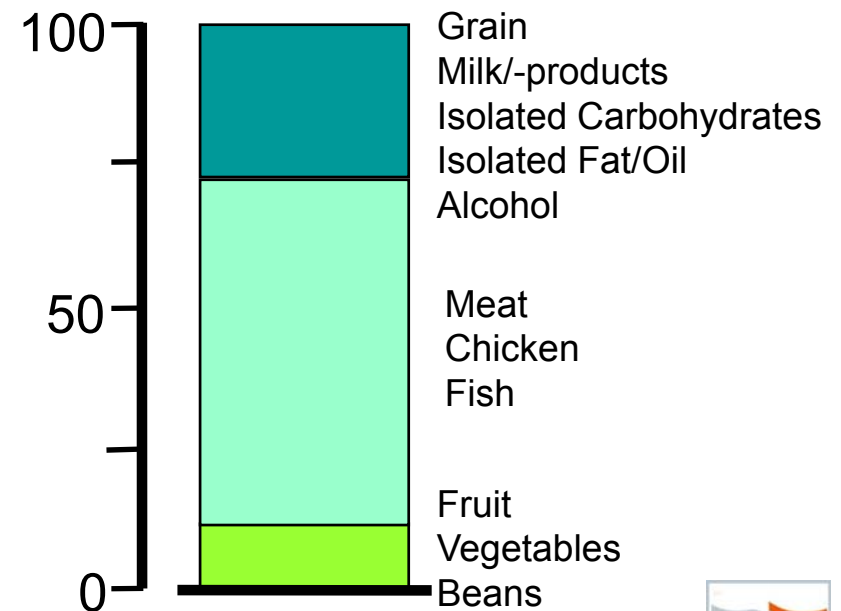 100
Grain
Milk/-products
Isolated Carbohydrates
Isolated Fat/Oil
Alcohol
50
Meat
Chicken
Fish
Fruit
Vegetables
0
Beans